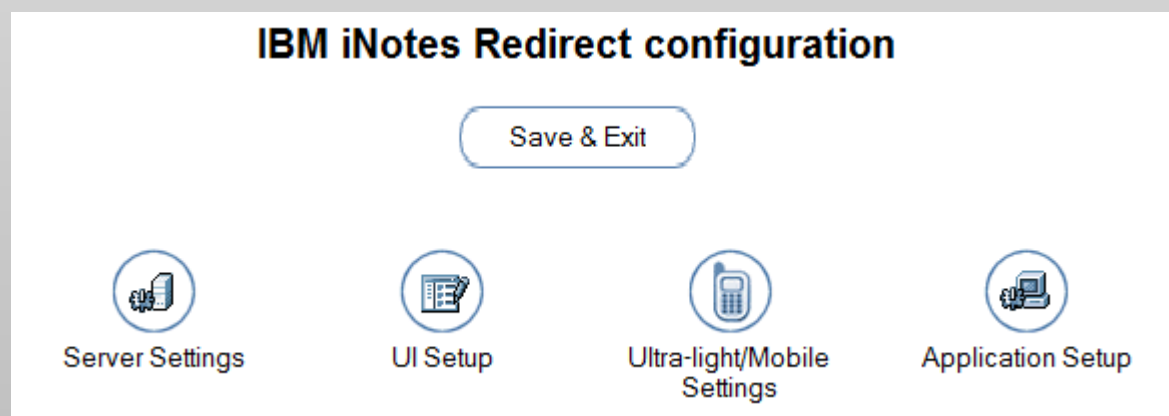 IBM iNotes Redirect configuration
Save & Exit
Server Settings
UI Setup
Ultra-light/Mobile
Settings
Application Setup